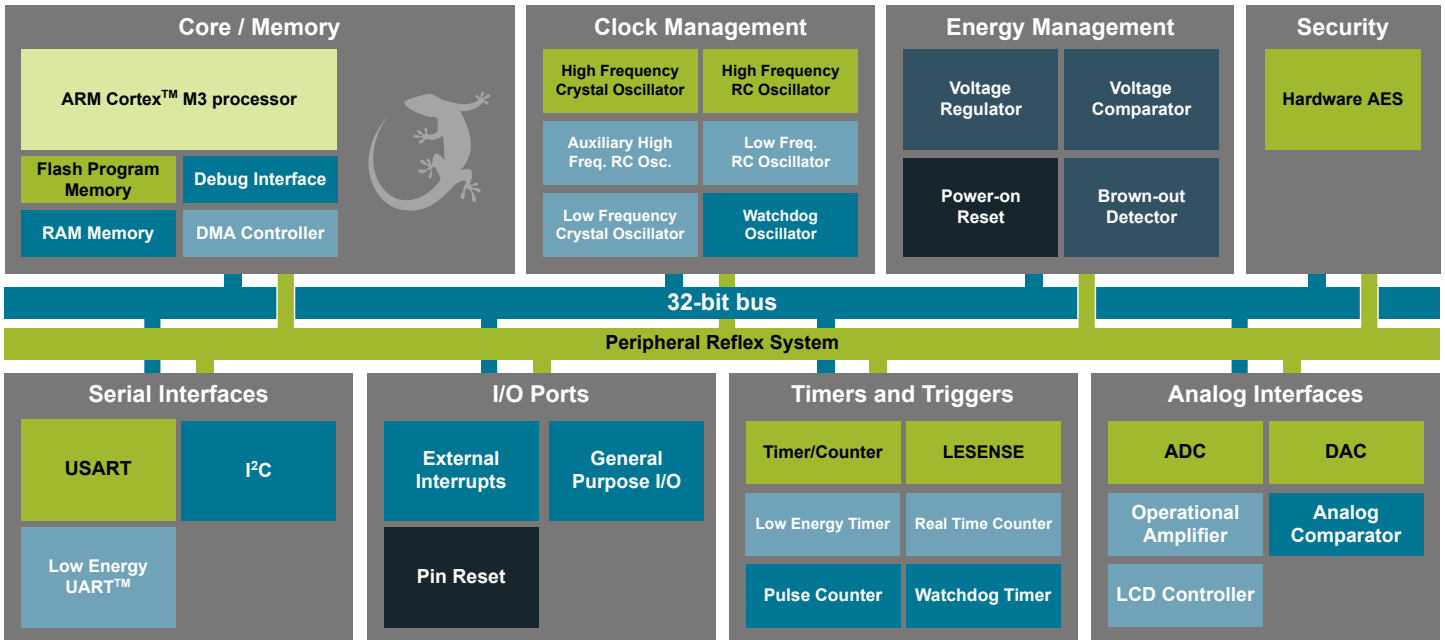 Core / Memory
ARM Cortex™ M3 processor
Flash Program
Memory
Debug Interface
RAM Memory
DMA Controller
Clock Management
High Frequency
Crystal Oscillator
High Frequency
RC Oscillator
Auxiliary High
Freq. RC Osc.
Low Freq.
RC Oscillator
Low Frequency
Crystal Oscillator
Watchdog
Oscillator
Energy Management
Voltage
Regulator
Voltage
Comparator
Power-on
Reset
Brown-out
Detector
Security
Hardware AES
32-bit bus
Peripheral Reflex System
Serial Interfaces
USART
I²C
Low Energy
UART™
I/O Ports
External
Interrupts
General
Purpose I/O
Pin Reset
Timers and Triggers
Timer/Counter
LESENSE
Low Energy Timer
Real Time Counter
Pulse Counter
Watchdog Timer
Analog Interfaces
ADC
DAC
Operational
Amplifier
Analog
Comparator
LCD Controller